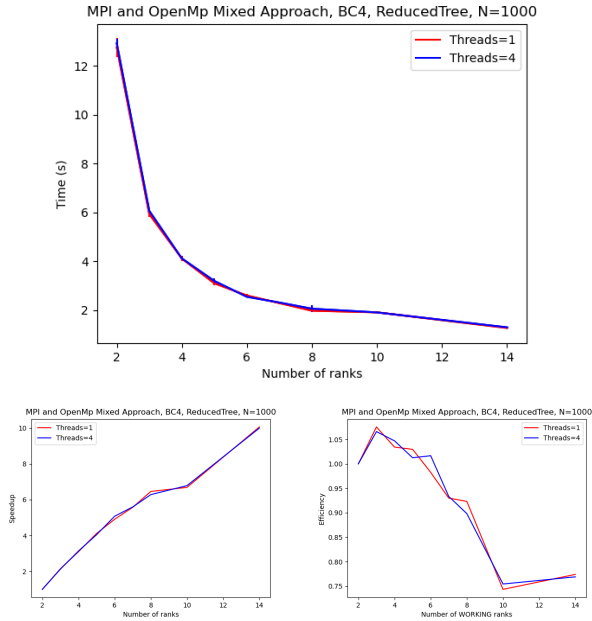 MPI and OpenMp Mixed Approach, BC4, ReducedTree, N=1000
Threads=1
Threads=4
12
10
8
6
4
2
Time (s)
2 4 6 8 10 12 14
Number of ranks
MPI and OpenMp Mixed Approach, BC4, ReducedTree, N=1000
Threads=1
Threads=4
10
8
6
4
2
Speedup
2 4 6 8 10 12 14
Number of ranks
MPI and OpenMp Mixed Approach, BC4, ReducedTree, N=1000
Threads=1
Threads=4
1.05
1.00
0.95
0.90
0.85
0.80
0.75
Efficiency
2 4 6 8 10 12 14
Number of WORKING ranks